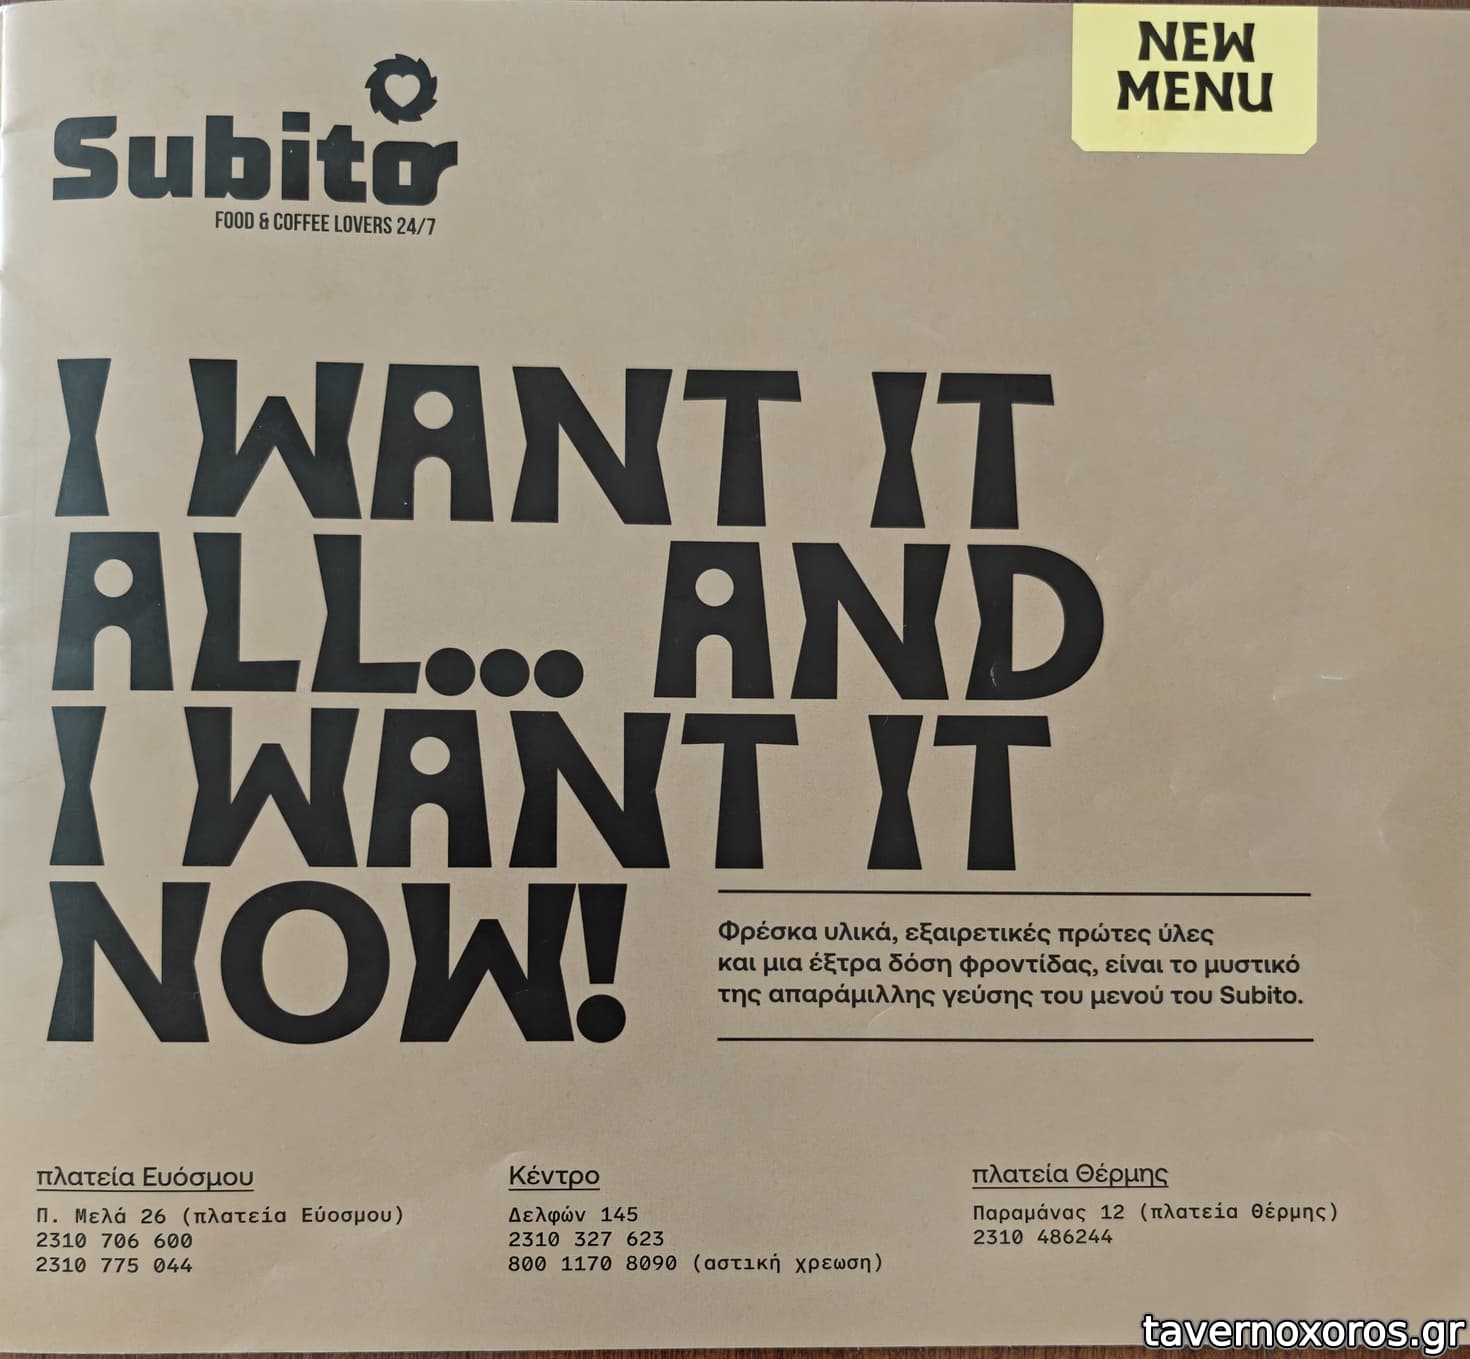 NEW
MENU
Subito
FOOD & COFFEE LOVERS 24/7
I WANT IT
ALL... AND
I WANT IT
NOW!
Φρέσκα υλικά, εξαιρετικές πρώτες ύλες
και μια έξτρα δόση φροντίδας, είναι το μυστικό
της απαράμιλλης γεύσης του μενού του Subito.
πλατεία Ευόσμου
Π. Μελά 26 (πλατεία Εύοσμου)
2310 706 600
2310 775 044
Κέντρο
Δελφών 145
2310 327 623
800 1170 8090 (αστική χρεωση)
πλατεία Θέρμης
Παραμάνας 12 (πλατεία Θέρμης)
2310 486244
tavernoxoros.gr